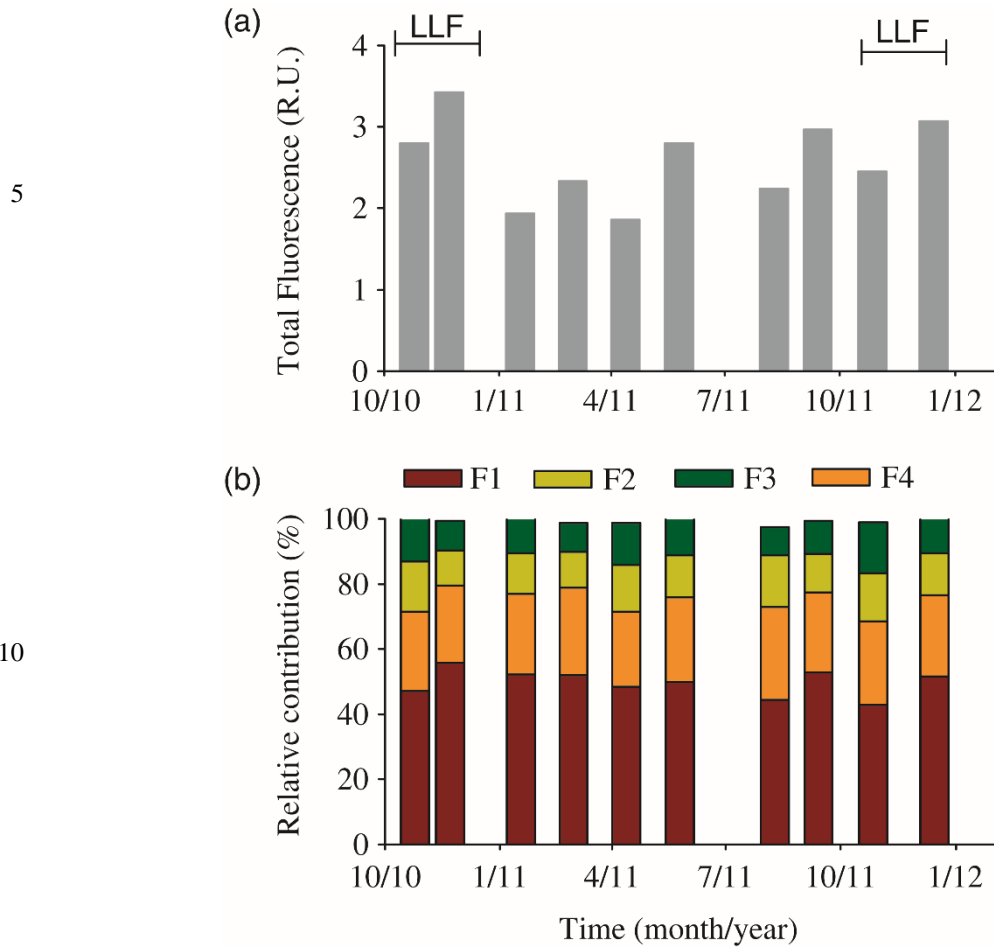 (a)
LLF
LLF
Total Fluorescence (R.U.)
4
3
2
1
0
10/10 1/11 4/11 7/11 10/11 1/12
5
(b)
F1 F2 F3 F4
Relative contribution (%)
100
80
60
40
20
0
10/10 1/11 4/11 7/11 10/11 1/12
Time (month/year)
10